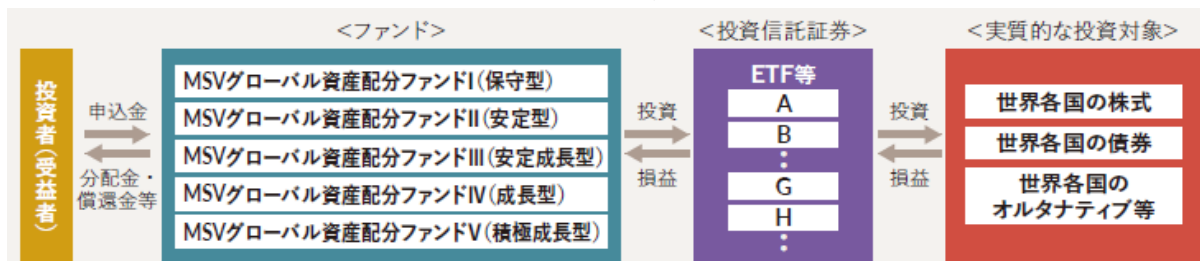 <ファンド>
<投資信託証券>
<実質的な投資対象>
投資者(受益者)
申込金
分配金・
償還金等
MSVグローバル資産配分ファンドⅠ(保守型)
MSVグローバル資産配分ファンドⅡ(安定型)
MSVグローバル資産配分ファンドⅢ(安定成長型)
MSVグローバル資産配分ファンドⅣ(成長型)
MSVグローバル資産配分ファンドⅤ(積極成長型)
投資
損益
ETF等
A
B
⋮
G
H
⋮
投資
損益
世界各国の株式
世界各国の債券
世界各国の
オルタナティブ等